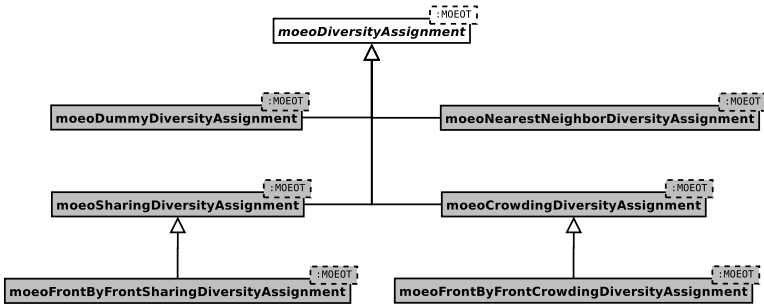 :MOEOT
moeoDiversityAssignment
:MOEOT
moeoDummyDiversityAssignment
:MOEOT
moeoNearestNeighborDiversityAssignment
:MOEOT
moeoSharingDiversityAssignment
:MOEOT
moeoCrowdingDiversityAssignment
:MOEOT
moeoFrontByFrontSharingDiversityAssignment
:MOEOT
moeoFrontByFrontCrowdingDiversityAssignment